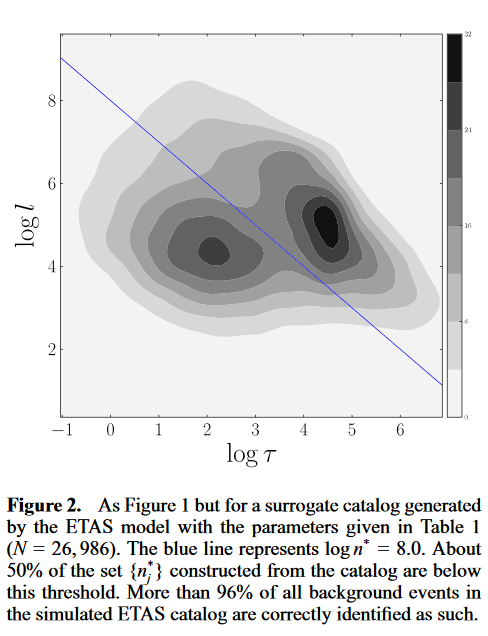 32
24
16
8
0
8
6
4
2
log l
−1 0 1 2 3 4 5 6
log τ
Figure 2. As Figure 1 but for a surrogate catalog generated
by the ETAS model with the parameters given in Table 1
(N = 26,986). The blue line represents log n* = 8.0. About
50% of the set {n*j} constructed from the catalog are below
this threshold. More than 96% of all background events in
the simulated ETAS catalog are correctly identified as such.